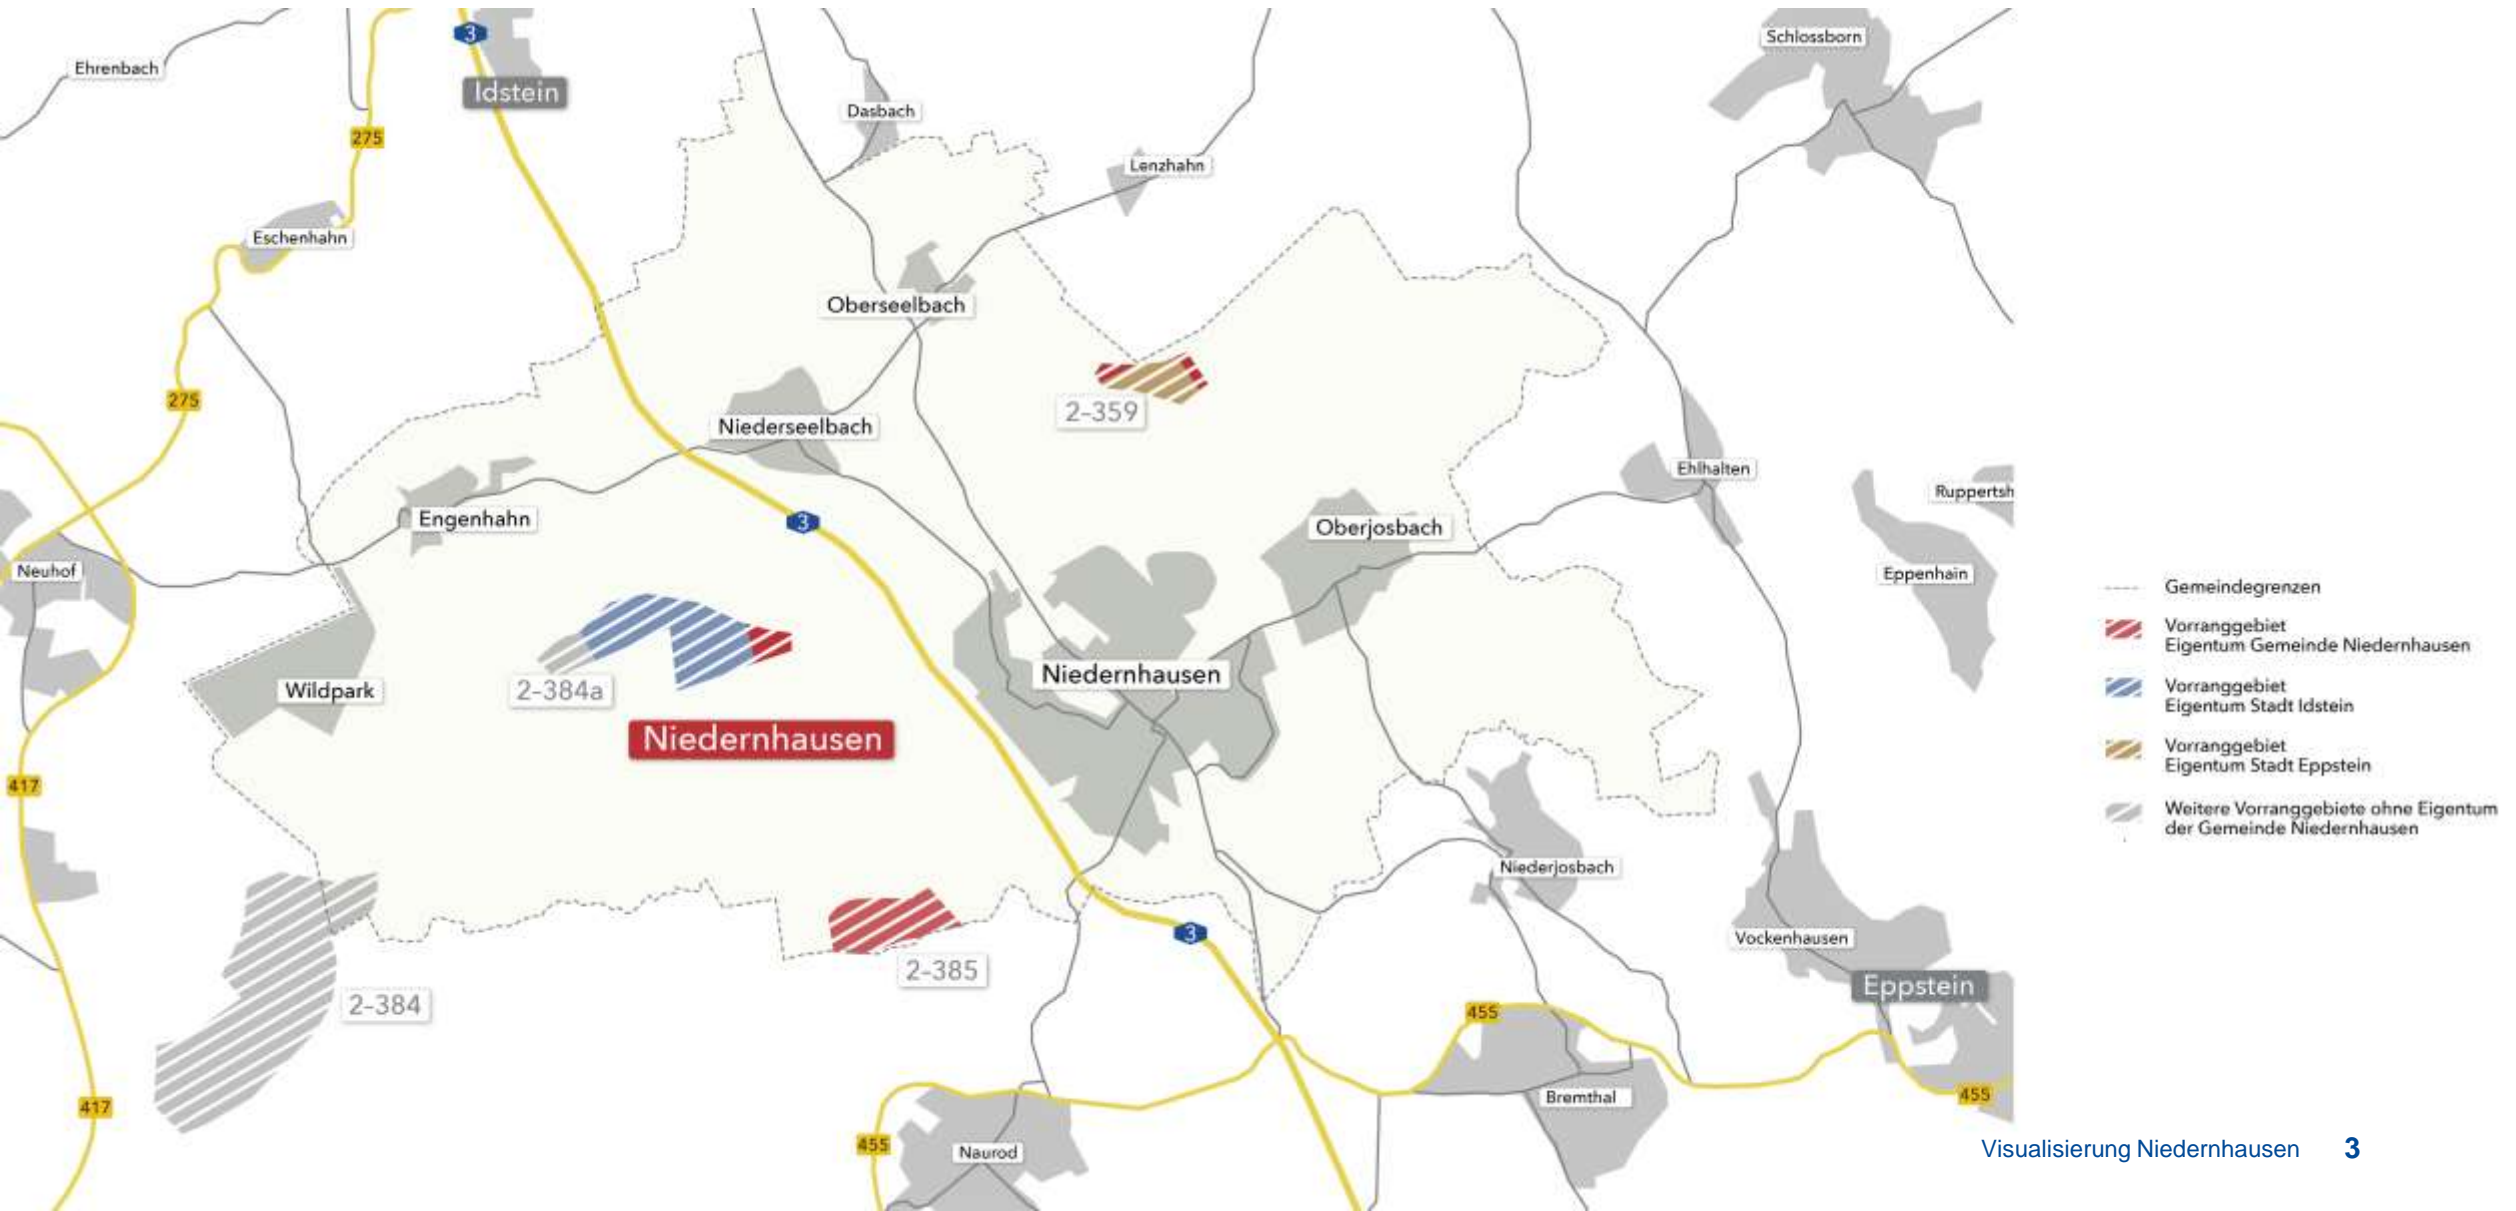 3
Schlossborn
Ehrenbach
Idstein
Dasbach
275
Lenzhahn
Eschenhahn
Oberseelbach
275
2-359
Niederseelbach
Ehlhalten
Ruppertsh
Engenhahn
3
Oberjosbach
Neuhof
Eppenhain
Wildpark
2-384a
Niedernhausen
Niedernhausen
417
Niederjosbach
3
Vockenhausen
2-385
Eppstein
2-384
455
455
417
Bremthal
455
Naurod
Gemeindegrenzen
Vorranggebiet
Eigentum Gemeinde Niedernhausen
Vorranggebiet
Eigentum Stadt Idstein
Vorranggebiet
Eigentum Stadt Eppstein
Weitere Vorranggebiete ohne Eigentum
der Gemeinde Niedernhausen
Visualisierung Niedernhausen 3